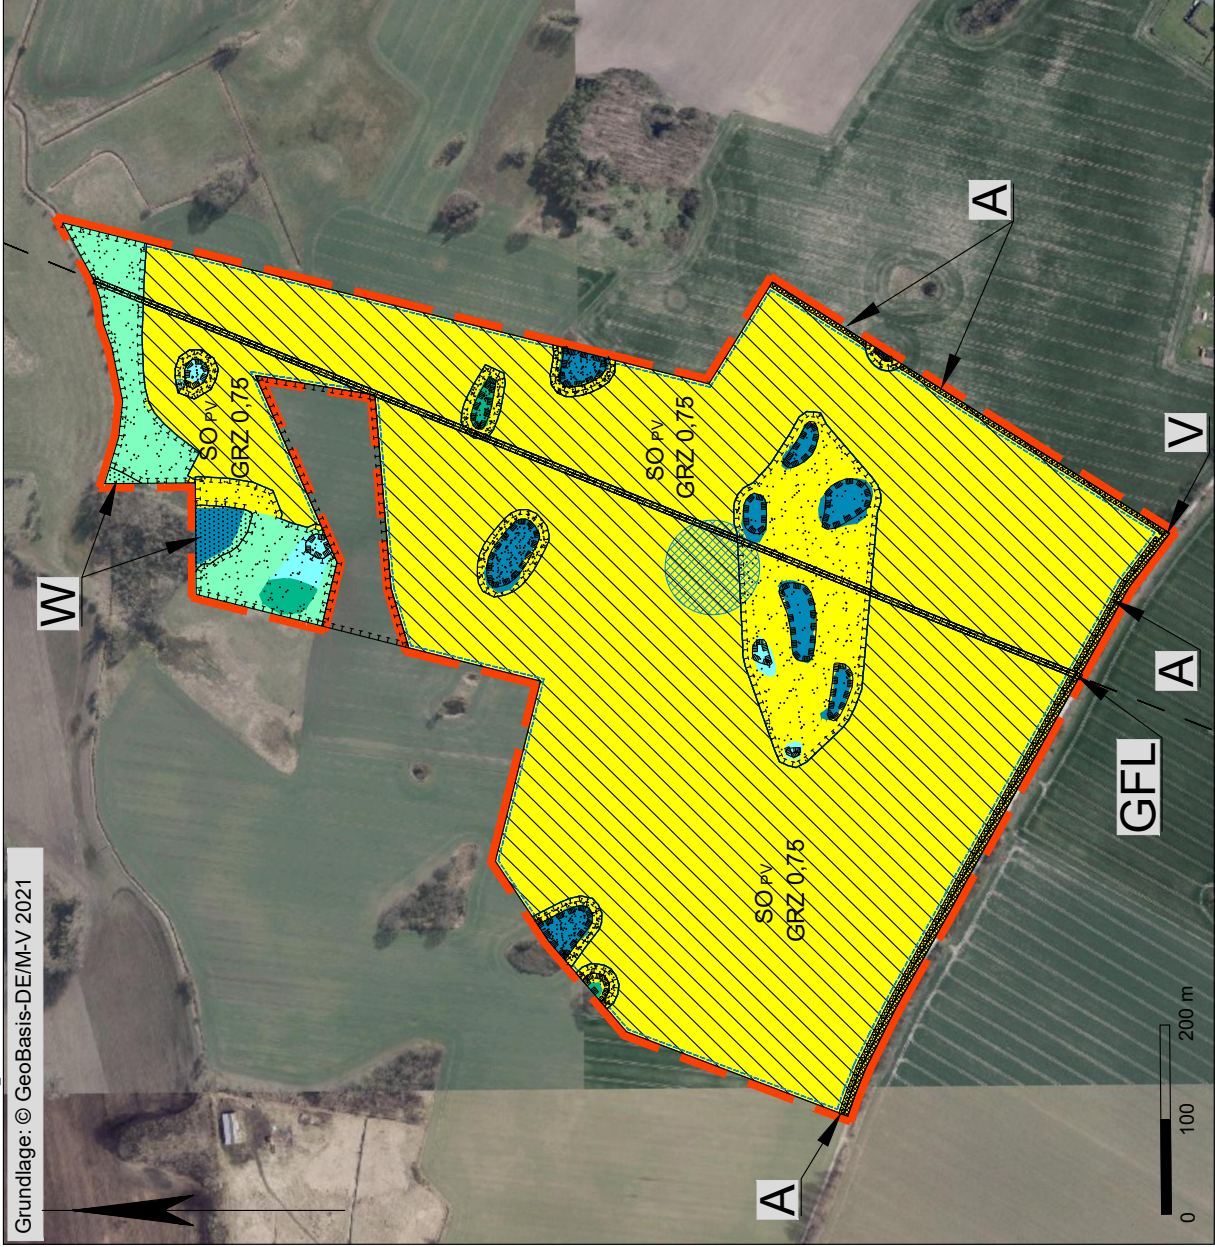 Grundlage: © GeoBasis-DE/M-V 2021
W
A
SO PV
GRZ 0,75
SO PV
GRZ 0,75
SO PV
GRZ 0,75
V
A
GFL
A
0 100 200 m